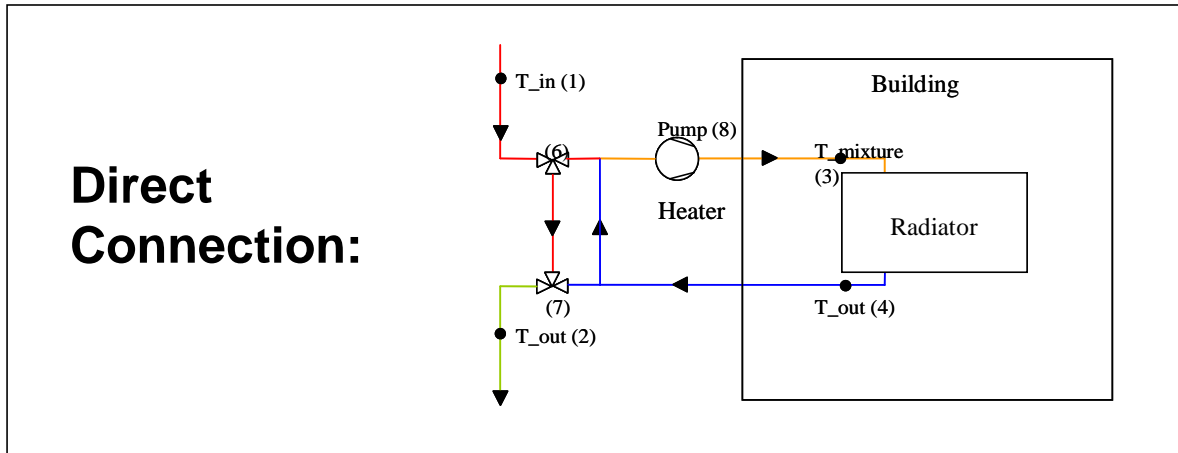 Direct
Connection:
T_in (1)
(6)
Pump (8)
Heater
(7)
T_out (2)
Building
T_mixture
(3)
Radiator
T_out (4)